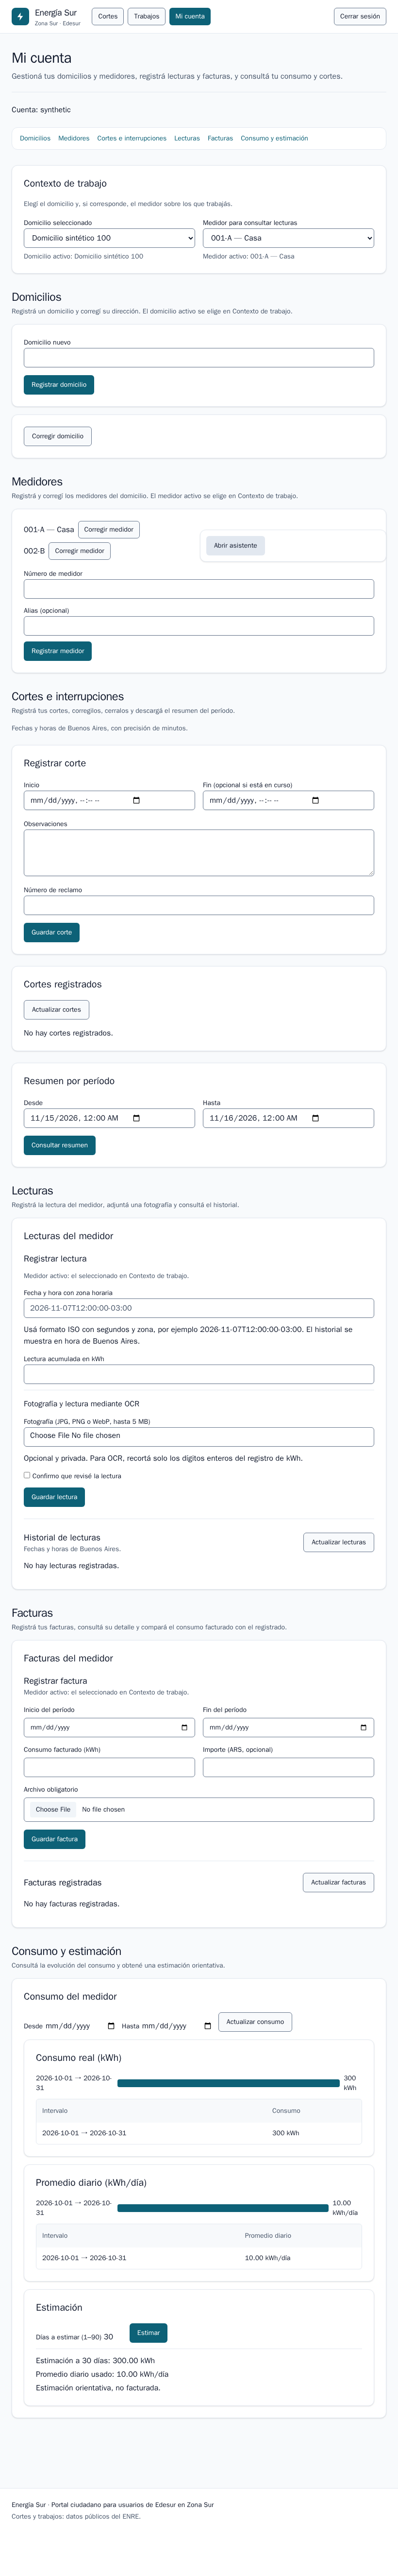 Energía Sur
Zona Sur · Edesur
Cortes
Trabajos
Mi cuenta
Cerrar sesión
Mi cuenta
Gestioná tus domicilios y medidores, registrá lecturas y facturas, y consultá tu consumo y cortes.
Cuenta: synthetic
Domicilios Medidores Cortes e interrupciones Lecturas Facturas Consumo y estimación
Contexto de trabajo
Elegí el domicilio y, si corresponde, el medidor sobre los que trabajás.
Domicilio seleccionado
Domicilio sintético 100
Domicilio activo: Domicilio sintético 100
Medidor para consultar lecturas
001-A — Casa
Medidor activo: 001-A — Casa
Domicilios
Registrá un domicilio y corregí su dirección. El domicilio activo se elige en Contexto de trabajo.
Domicilio nuevo
Registrar domicilio
Corregir domicilio
Medidores
Registrá y corregí los medidores del domicilio. El medidor activo se elige en Contexto de trabajo.
001-A — Casa Corregir medidor
002-B Corregir medidor
Abrir asistente
Número de medidor
Alias (opcional)
Registrar medidor
Cortes e interrupciones
Registrá tus cortes, corregilos, cerralos y descargá el resumen del período.
Fechas y horas de Buenos Aires, con precisión de minutos.
Registrar corte
Inicio
mm/dd/yyyy, --:-- --
Fin (opcional si está en curso)
mm/dd/yyyy, --:-- --
Observaciones
Número de reclamo
Guardar corte
Cortes registrados
Actualizar cortes
No hay cortes registrados.
Resumen por período
Desde
11/15/2026, 12:00 AM
Hasta
11/16/2026, 12:00 AM
Consultar resumen
Lecturas
Registrá la lectura del medidor, adjuntá una fotografía y consultá el historial.
Lecturas del medidor
Registrar lectura
Medidor activo: el seleccionado en Contexto de trabajo.
Fecha y hora con zona horaria
2026-11-07T12:00:00-03:00
Usá formato ISO con segundos y zona, por ejemplo 2026-11-07T12:00:00-03:00. El historial se
muestra en hora de Buenos Aires.
Lectura acumulada en kWh
Fotografía y lectura mediante OCR
Fotografía (JPG, PNG o WebP, hasta 5 MB)
Choose File No file chosen
Opcional y privada. Para OCR, recortá solo los dígitos enteros del registro de kWh.
Confirmo que revisé la lectura
Guardar lectura
Historial de lecturas
Fechas y horas de Buenos Aires.
Actualizar lecturas
No hay lecturas registradas.
Facturas
Registrá tus facturas, consultá su detalle y compará el consumo facturado con el registrado.
Facturas del medidor
Registrar factura
Medidor activo: el seleccionado en Contexto de trabajo.
Inicio del período
mm/dd/yyyy
Fin del período
mm/dd/yyyy
Consumo facturado (kWh)
Importe (ARS, opcional)
Archivo obligatorio
Choose File No file chosen
Guardar factura
Facturas registradas
Actualizar facturas
No hay facturas registradas.
Consumo y estimación
Consultá la evolución del consumo y obtené una estimación orientativa.
Consumo del medidor
Desde mm/dd/yyyy Hasta mm/dd/yyyy Actualizar consumo
Consumo real (kWh)
2026-10-01 → 2026-10-
31
300
kWh
Intervalo Consumo
2026-10-01 → 2026-10-31 300 kWh
Promedio diario (kWh/día)
2026-10-01 → 2026-10-
31
10.00
kWh/día
Intervalo Promedio diario
2026-10-01 → 2026-10-31 10.00 kWh/día
Estimación
Días a estimar (1–90) 30 Estimar
Estimación a 30 días: 300.00 kWh
Promedio diario usado: 10.00 kWh/día
Estimación orientativa, no facturada.
Energía Sur · Portal ciudadano para usuarios de Edesur en Zona Sur
Cortes y trabajos: datos públicos del ENRE.